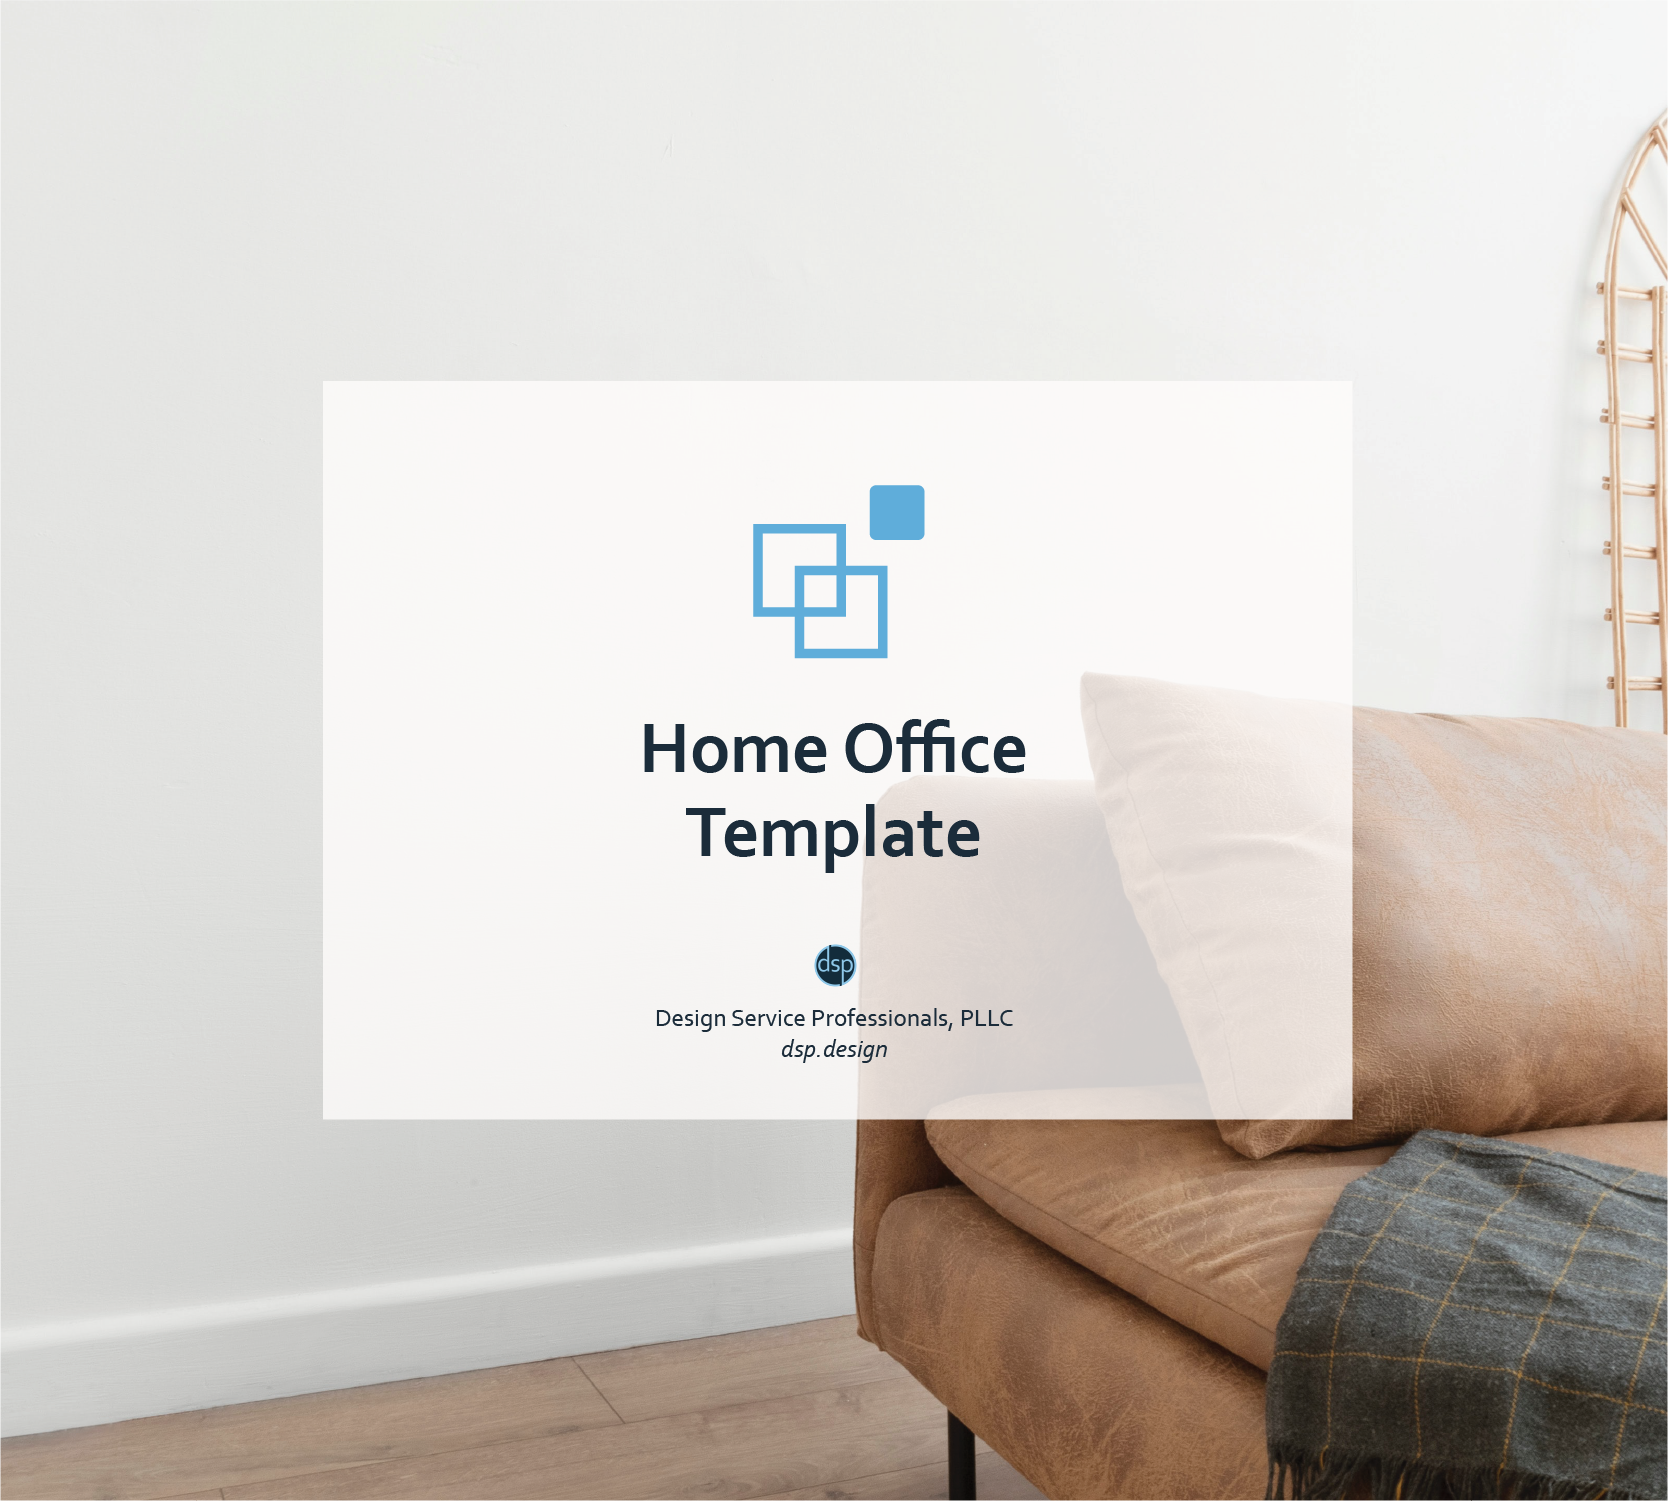 Home Office
Template
dsp
Design Service Professionals, PLLC
dsp.design